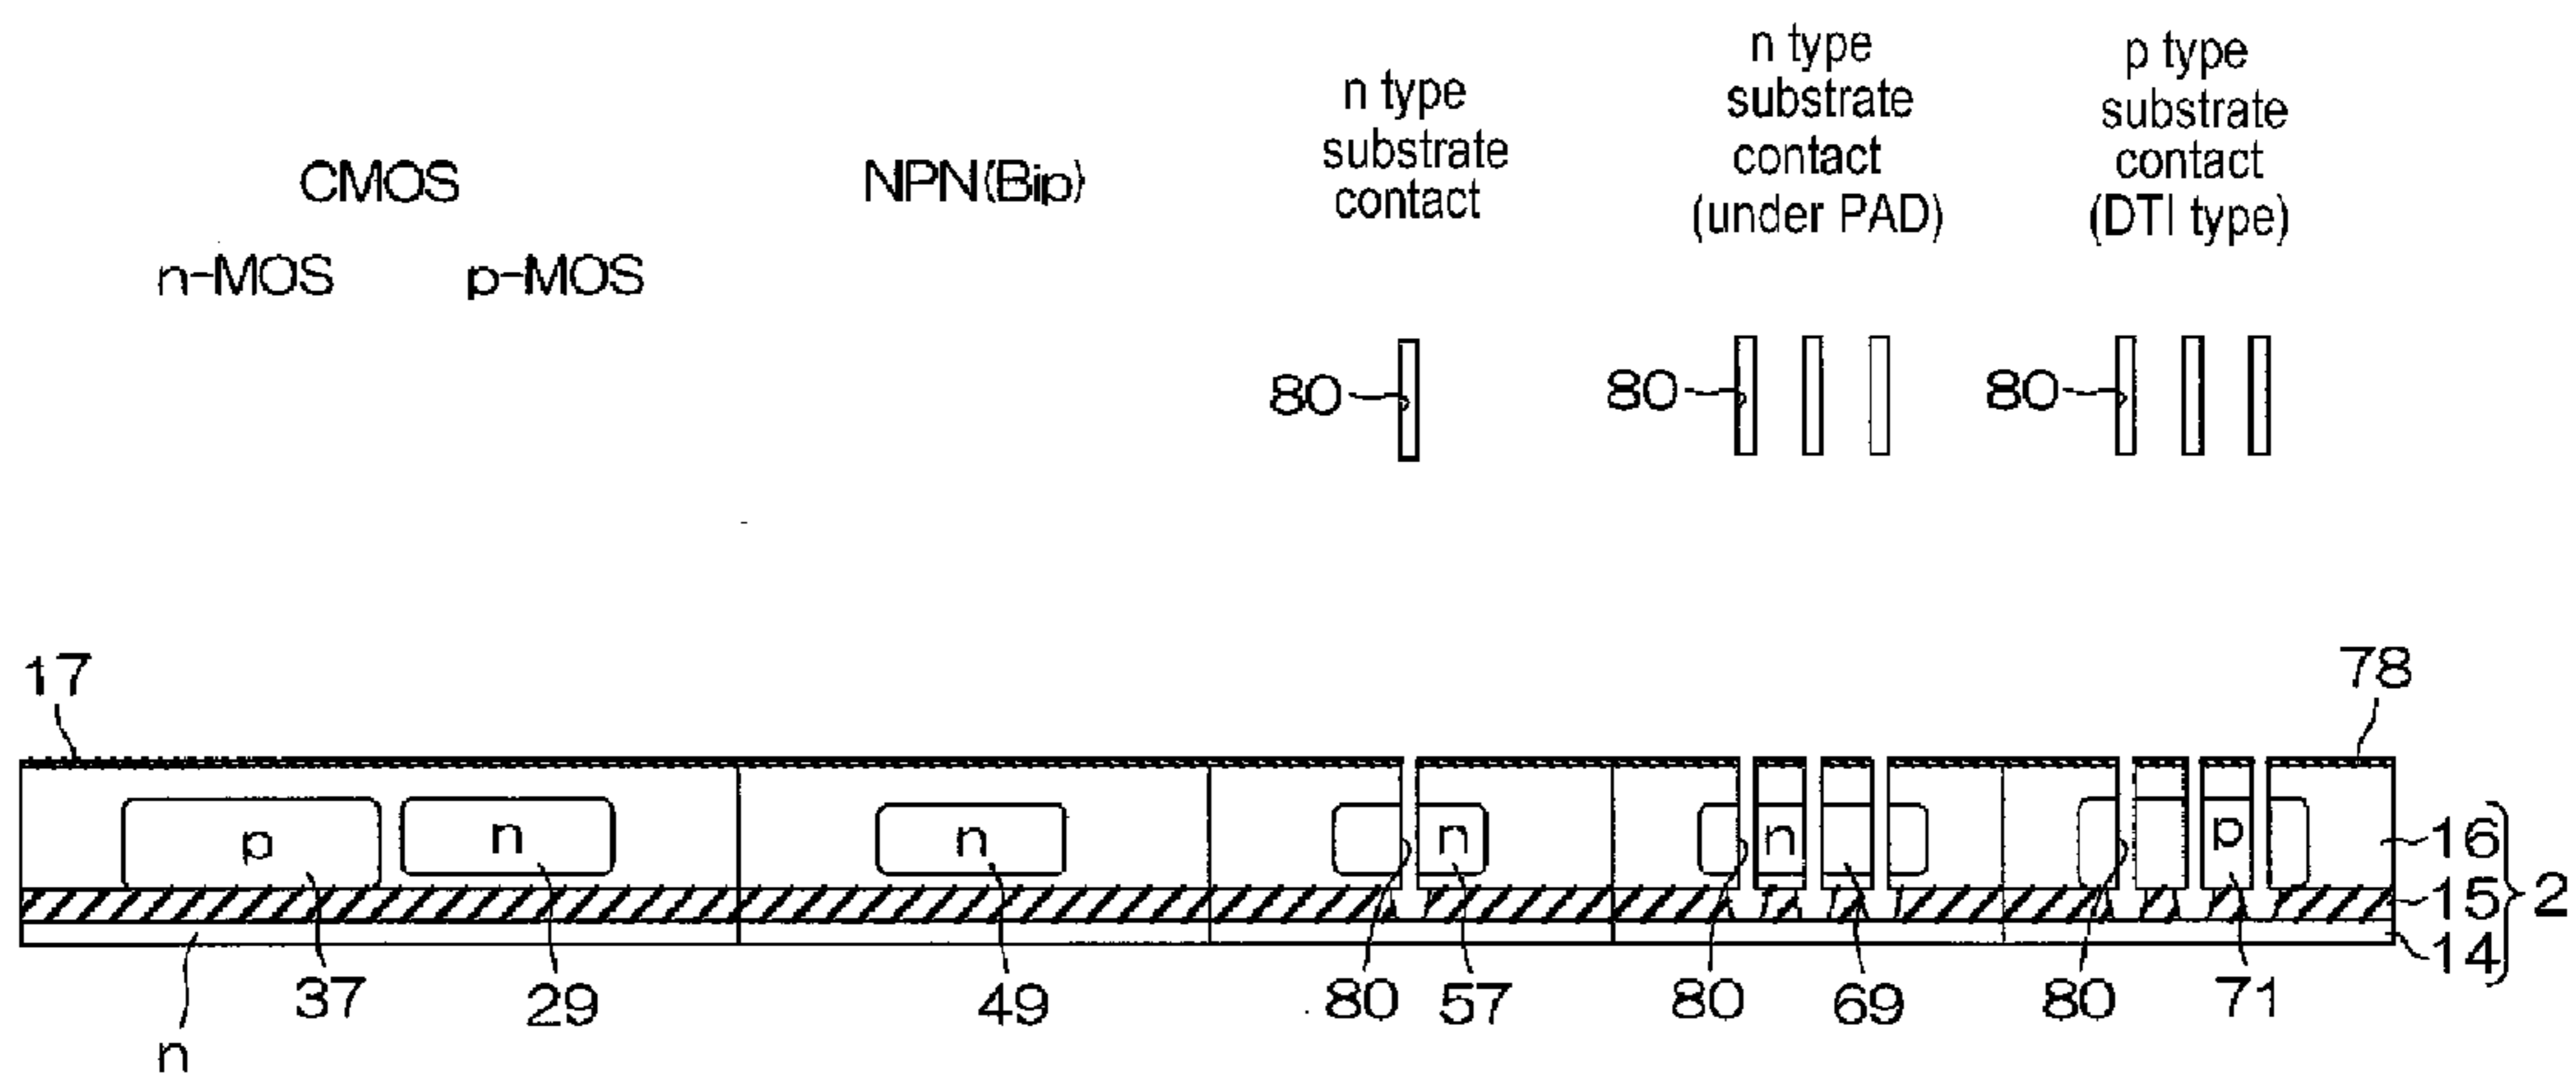 CMOS
n-MOS
p-MOS
NPN(Bip)
n type
substrate
contact
n type
substrate
contact
(under PAD)
p type
substrate
contact
(DTI type)
80
80
80
17
78
p
n
n
n
n
p
16
15
14
2
37
29
49
80
57
80
69
80
71
n